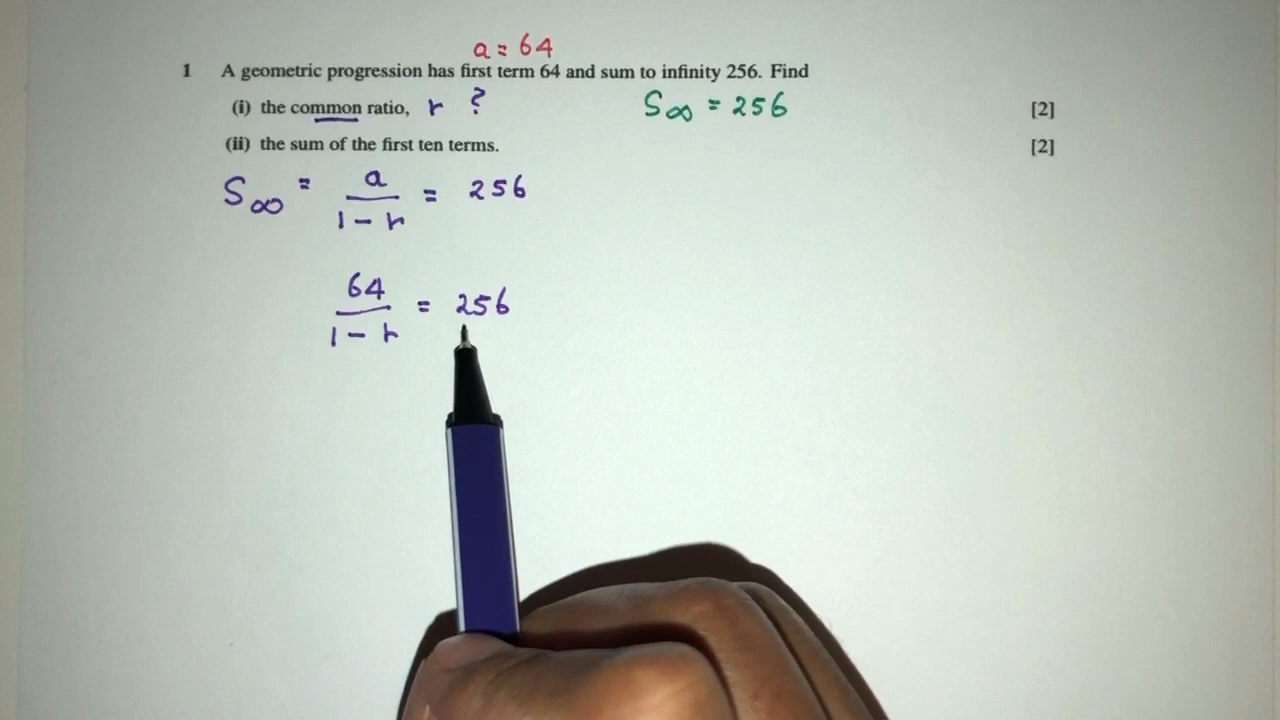 a = 64
1 A geometric progression has first term 64 and sum to infinity 256. Find
(i) the common ratio, r ? S∞ = 256 [2]
(ii) the sum of the first ten terms. [2]
S∞ = a/(1 − r) = 256
64/(1 − r) = 256